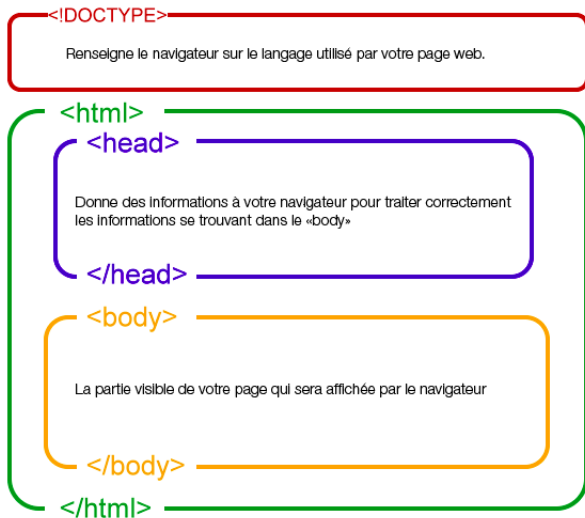 <!DOCTYPE>
Renseigne le navigateur sur le langage utilisé par votre page web.
<html>
<head>
Donne des informations à votre navigateur pour traiter correctement
les informations se trouvant dans le «body»
</head>
<body>
La partie visible de votre page qui sera affichée par le navigateur
</body>
</html>